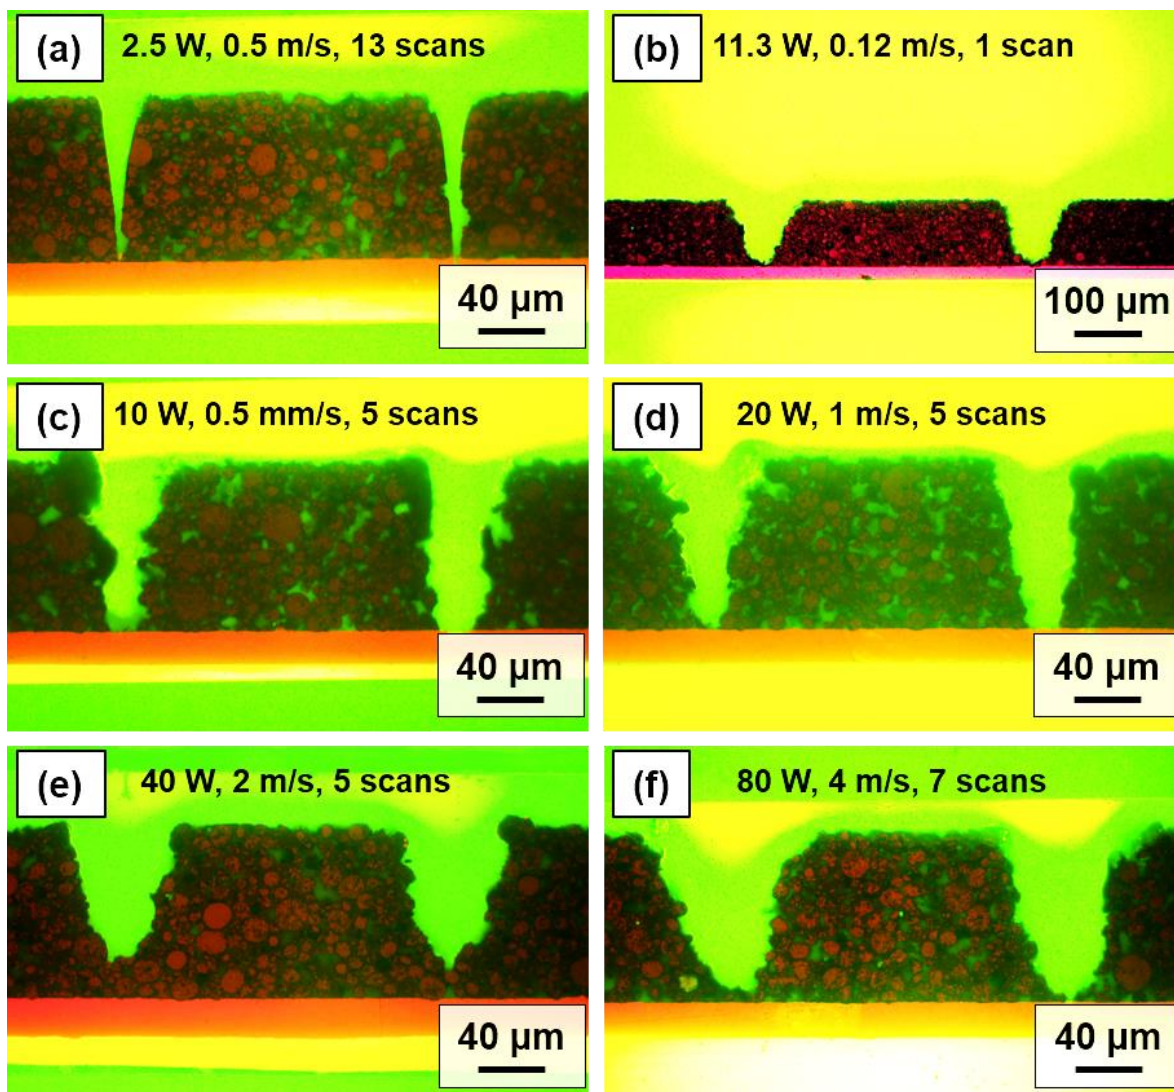 (a) 2.5 W, 0.5 m/s, 13 scans
40 µm
(b) 11.3 W, 0.12 m/s, 1 scan
100 µm
(c) 10 W, 0.5 mm/s, 5 scans
40 µm
(d) 20 W, 1 m/s, 5 scans
40 µm
(e) 40 W, 2 m/s, 5 scans
40 µm
(f) 80 W, 4 m/s, 7 scans
40 µm